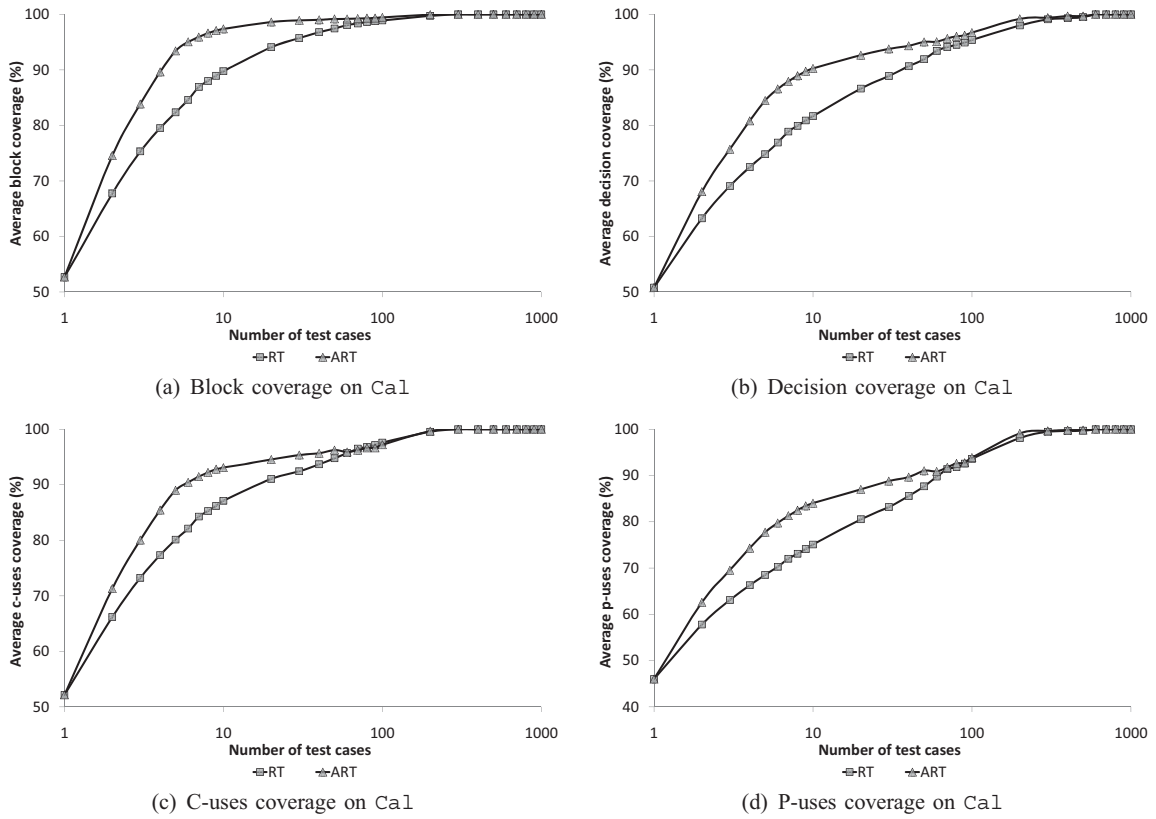 Average block coverage (%)
100
90
80
70
60
50
1 10 100 1000
Number of test cases
RT ART
(a) Block coverage on Cal
Average decision coverage (%)
100
90
80
70
60
50
1 10 100 1000
Number of test cases
RT ART
(b) Decision coverage on Cal
Average c-uses coverage (%)
100
90
80
70
60
50
1 10 100 1000
Number of test cases
RT ART
(c) C-uses coverage on Cal
Average p-uses coverage (%)
100
90
80
70
60
50
40
1 10 100 1000
Number of test cases
RT ART
(d) P-uses coverage on Cal